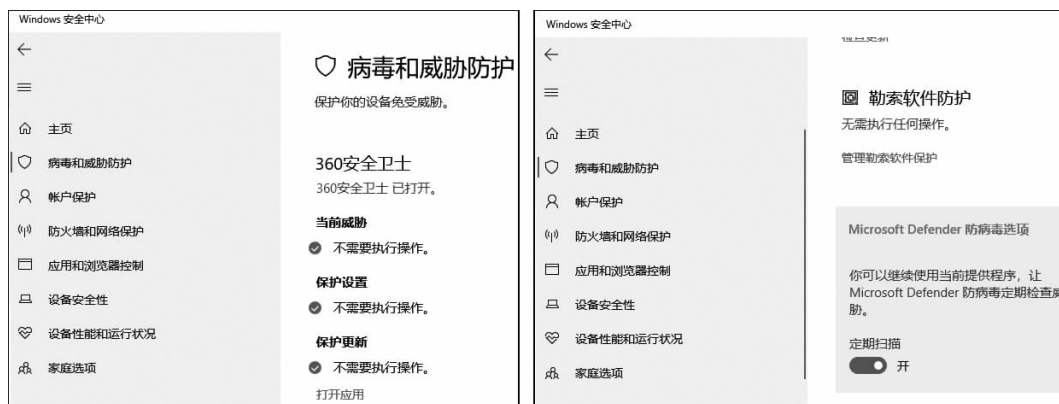 Windows 安全中心
主页
病毒和威胁防护
帐户保护
防火墙和网络保护
应用和浏览器控制
设备安全性
设备性能和运行状况
家庭选项
病毒和威胁防护
保护你的设备免受威胁。
360安全卫士
360安全卫士 已打开。
当前威胁
不需要执行操作。
保护设置
不需要执行操作。
保护更新
不需要执行操作。
打开应用
Windows 安全中心
主页
病毒和威胁防护
帐户保护
防火墙和网络保护
应用和浏览器控制
设备安全性
设备性能和运行状况
家庭选项
检查更新
勒索软件防护
无需执行任何操作。
管理勒索软件保护
Microsoft Defender 防病毒选项
你可以继续使用当前提供程序，让
Microsoft Defender 防病毒定期检查威
胁。
定期扫描
开